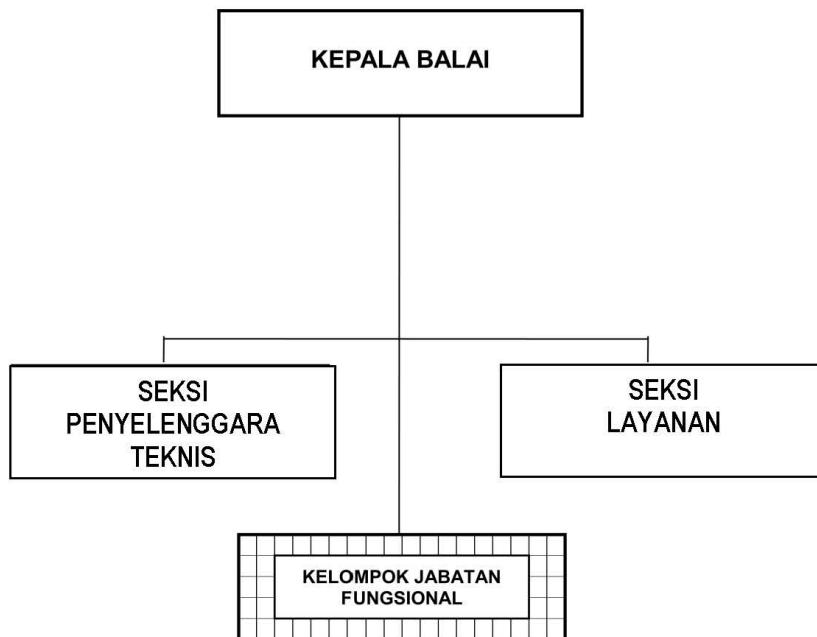 KEPALA BALAI
SEKSI
PENYELENGGARA
TEKNIS
SEKSI
LAYANAN
KELOMPOK JABATAN
FUNGSIONAL